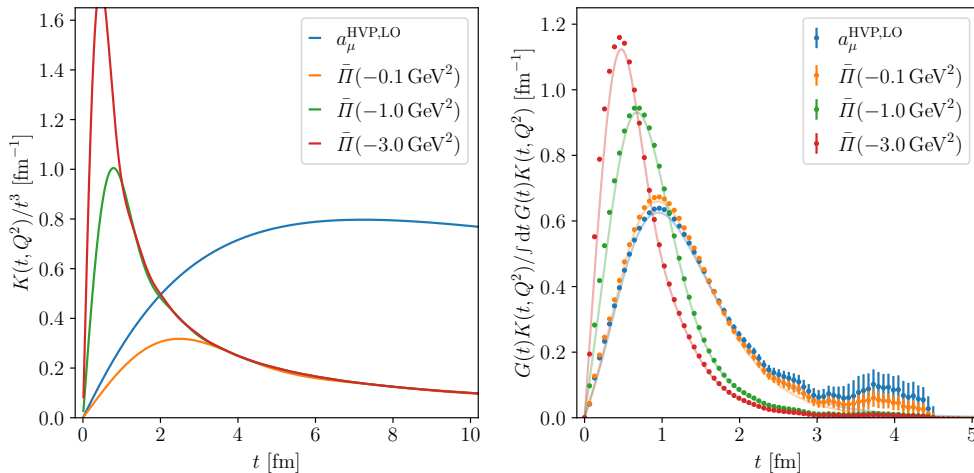 K(t, Q²)/t³ [fm⁻¹]
1.6
1.4
1.2
1.0
0.8
0.6
0.4
0.2
0.0
0 2 4 6 8 10
t [fm]
a_μ^{HVP,LO}
Π̄(−0.1 GeV²)
Π̄(−1.0 GeV²)
Π̄(−3.0 GeV²)
G(t)K(t, Q²)/∫ dt G(t)K(t, Q²) [fm⁻¹]
1.2
1.0
0.8
0.6
0.4
0.2
0.0
0 1 2 3 4 5
t [fm]
a_μ^{HVP,LO}
Π̄(−0.1 GeV²)
Π̄(−1.0 GeV²)
Π̄(−3.0 GeV²)